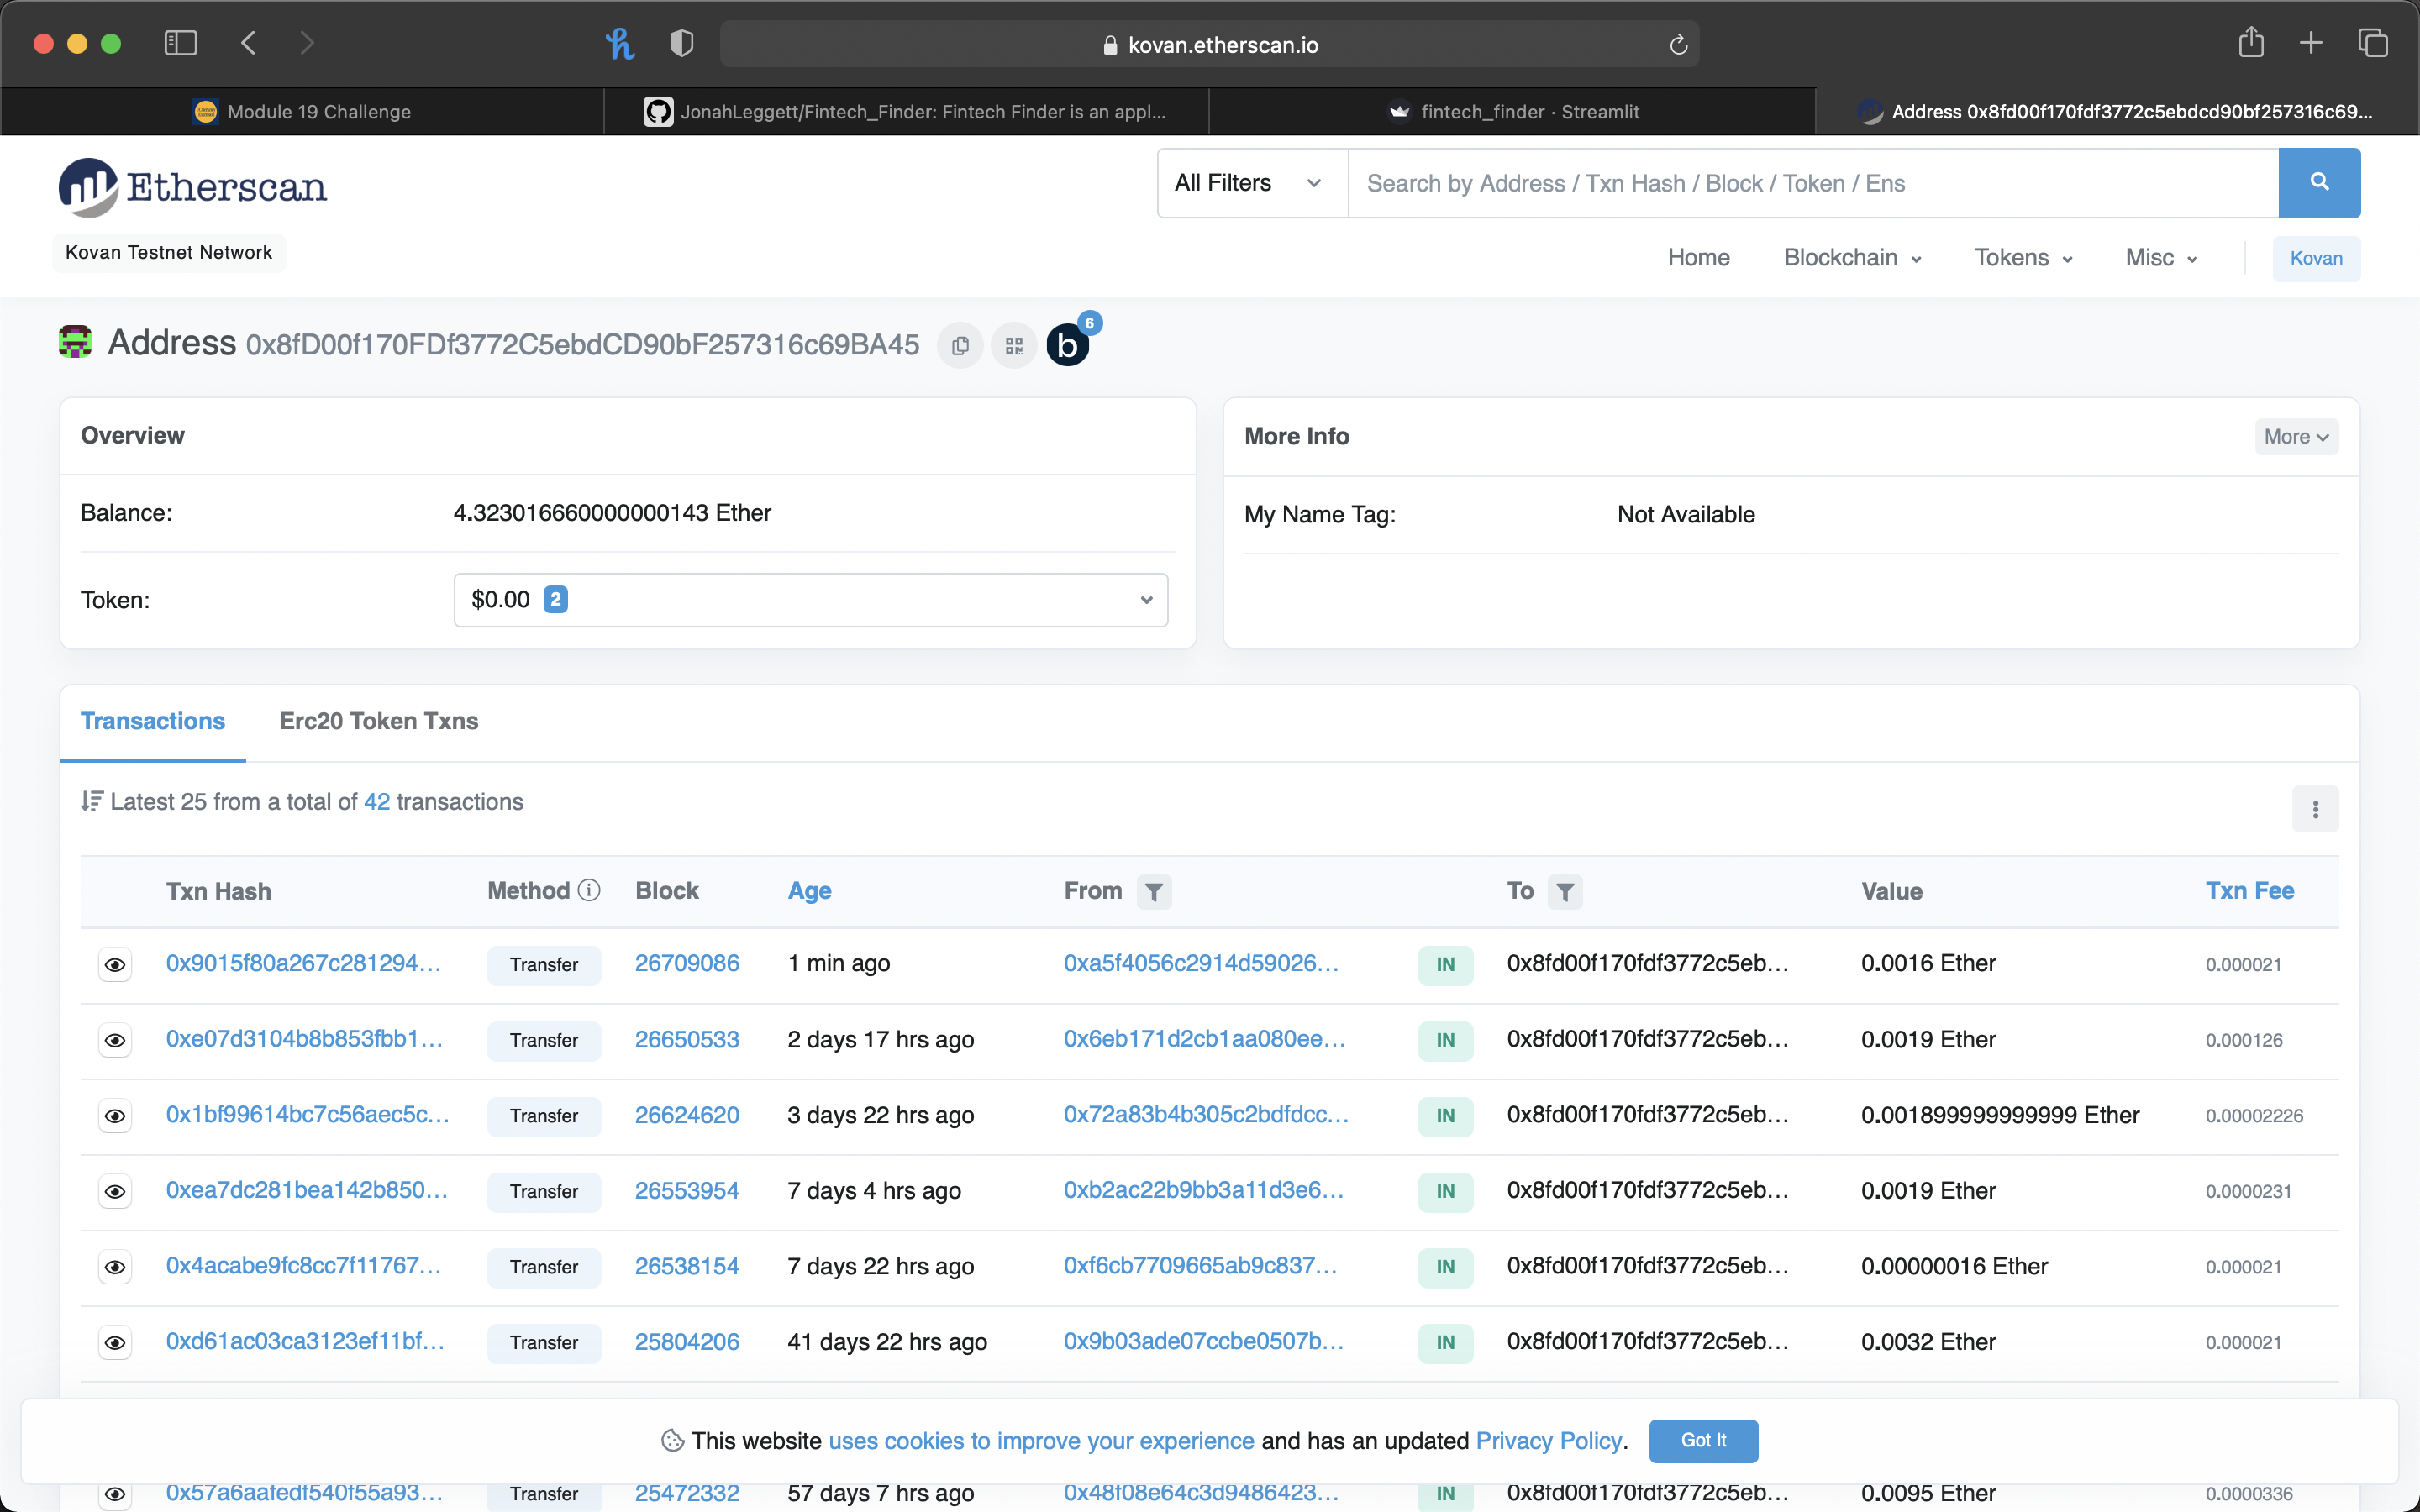 kovan.etherscan.io
Module 19 Challenge
JonahLeggett/Fintech_Finder: Fintech Finder is an appl...
fintech_finder · Streamlit
Address 0x8fd00f170fdf3772c5ebdcd90bf257316c69...
Etherscan
All Filters
Search by Address / Txn Hash / Block / Token / Ens
Kovan Testnet Network
Home Blockchain Tokens Misc Kovan
Address 0x8fD00f170FDf3772C5ebdCD90bF257316c69BA45
b 6
Overview
Balance: 4.323016660000000143 Ether
Token: $0.00 2
More Info More
My Name Tag: Not Available
Transactions Erc20 Token Txns
Latest 25 from a total of 42 transactions
Txn Hash Method Block Age From To Value Txn Fee
0x9015f80a267c281294... Transfer 26709086 1 min ago 0xa5f4056c2914d59026... IN 0x8fd00f170fdf3772c5eb... 0.0016 Ether 0.000021
0xe07d3104b8b853fbb1... Transfer 26650533 2 days 17 hrs ago 0x6eb171d2cb1aa080ee... IN 0x8fd00f170fdf3772c5eb... 0.0019 Ether 0.000126
0x1bf99614bc7c56aec5c... Transfer 26624620 3 days 22 hrs ago 0x72a83b4b305c2bdfdcc... IN 0x8fd00f170fdf3772c5eb... 0.001899999999999 Ether 0.00002226
0xea7dc281bea142b850... Transfer 26553954 7 days 4 hrs ago 0xb2ac22b9bb3a11d3e6... IN 0x8fd00f170fdf3772c5eb... 0.0019 Ether 0.0000231
0x4acabe9fc8cc7f11767... Transfer 26538154 7 days 22 hrs ago 0xf6cb7709665ab9c837... IN 0x8fd00f170fdf3772c5eb... 0.00000016 Ether 0.000021
0xd61ac03ca3123ef11bf... Transfer 25804206 41 days 22 hrs ago 0x9b03ade07ccbe0507b... IN 0x8fd00f170fdf3772c5eb... 0.0032 Ether 0.000021
This website uses cookies to improve your experience and has an updated Privacy Policy. Got It
0x57a6aafedf540f55a93... Transfer 25472332 57 days 7 hrs ago 0x48f08e64c3d9486423... IN 0x8fd00f170fdf3772c5eb... 0.0095 Ether 0.0000336